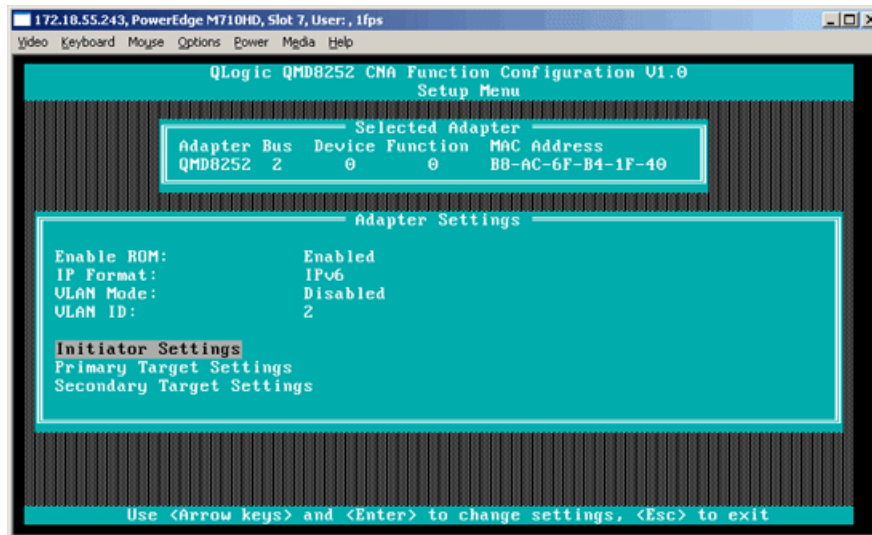 172.18.55.243, PowerEdge M710HD, Slot 7, User: , 1fps
Video Keyboard Mouse Options Power Media Help
QLogic QMD8252 CNA Function Configuration V1.0
Setup Menu
Selected Adapter
Adapter Bus Device Function MAC Address
QMD8252 2 0 0 B8-AC-6F-B4-1F-40
Adapter Settings
Enable ROM: Enabled
IP Format: IPv6
VLAN Mode: Disabled
VLAN ID: 2
Initiator Settings
Primary Target Settings
Secondary Target Settings
Use <Arrow keys> and <Enter> to change settings, <Esc> to exit